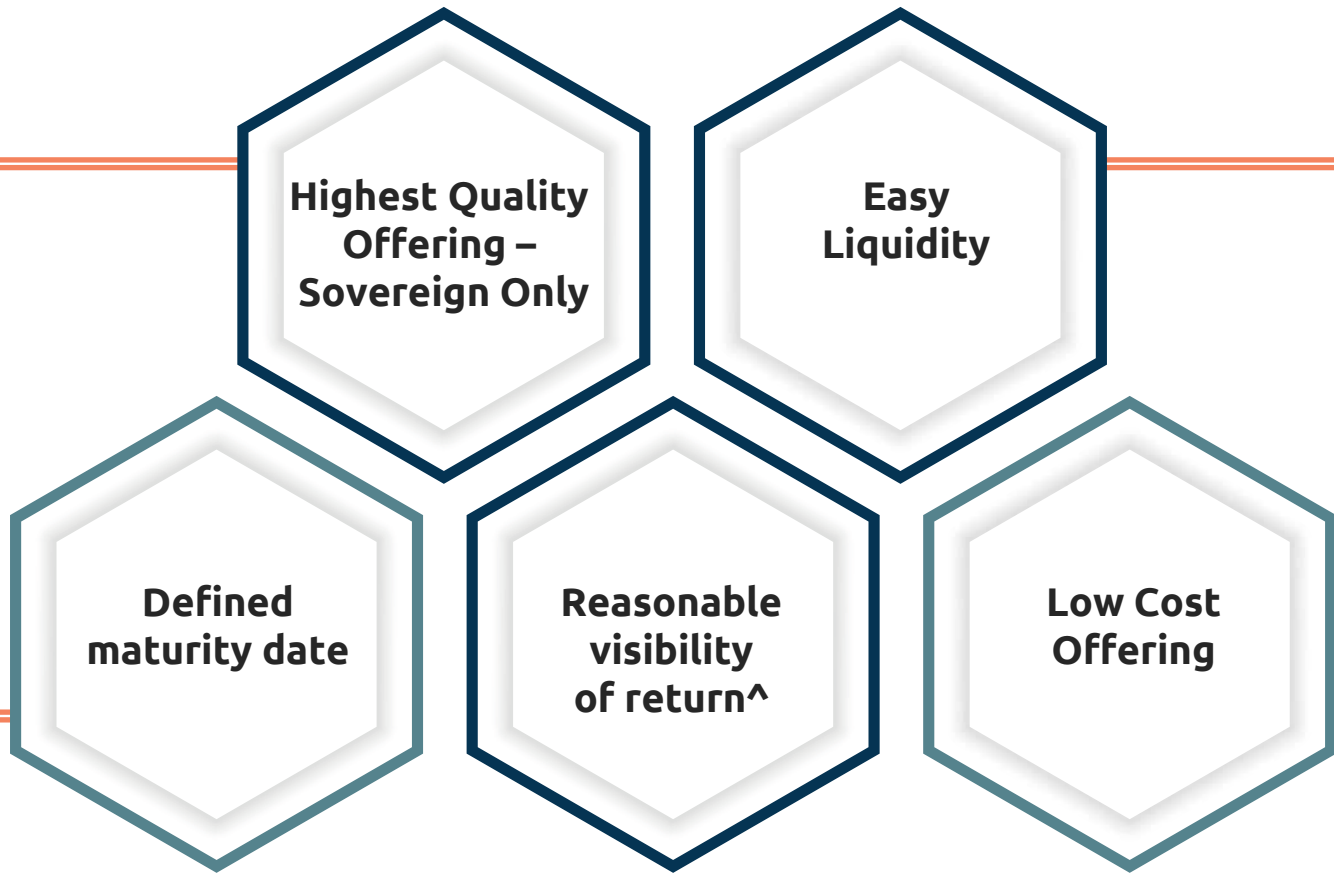 Highest Quality
Offering –
Sovereign Only
Easy
Liquidity
Defined
maturity date
Reasonable
visibility
of return^
Low Cost
Offering